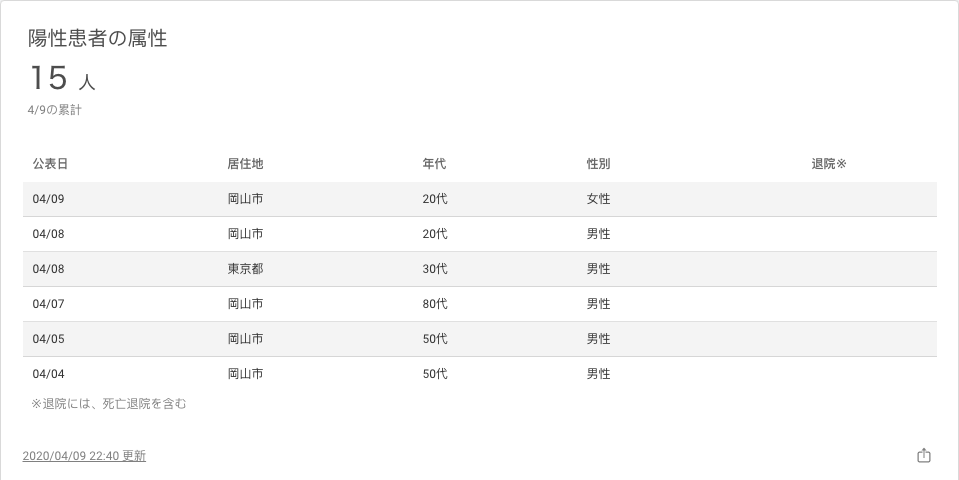 陽性患者の属性
15 人
4/9の累計
公表日 居住地 年代 性別 退院※
04/09 岡山市 20代 女性
04/08 岡山市 20代 男性
04/08 東京都 30代 男性
04/07 岡山市 80代 男性
04/05 岡山市 50代 男性
04/04 岡山市 50代 男性
※退院には、死亡退院を含む
2020/04/09 22:40 更新